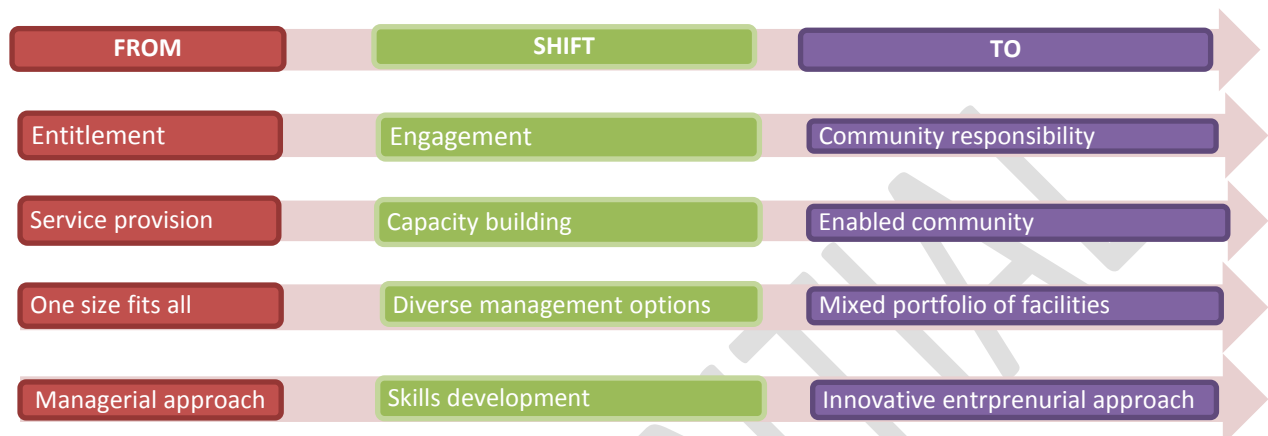 FROM SHIFT TO
Entitlement Engagement Community responsibility
Service provision Capacity building Enabled community
One size fits all Diverse management options Mixed portfolio of facilities
Managerial approach Skills development Innovative entrprenurial approach